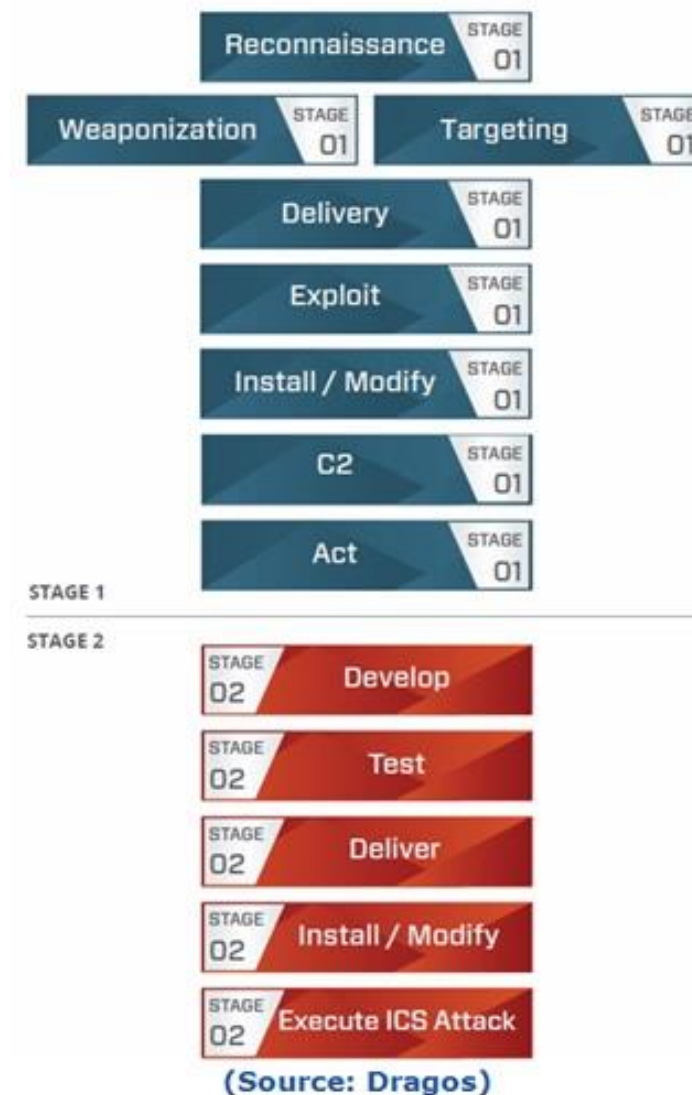 Reconnaissance STAGE 01
Weaponization STAGE 01
Targeting STAGE 01
Delivery STAGE 01
Exploit STAGE 01
Install / Modify STAGE 01
C2 STAGE 01
Act STAGE 01
STAGE 1
STAGE 2
STAGE 02 Develop
STAGE 02 Test
STAGE 02 Deliver
STAGE 02 Install / Modify
STAGE 02 Execute ICS Attack
(Source: Dragos)